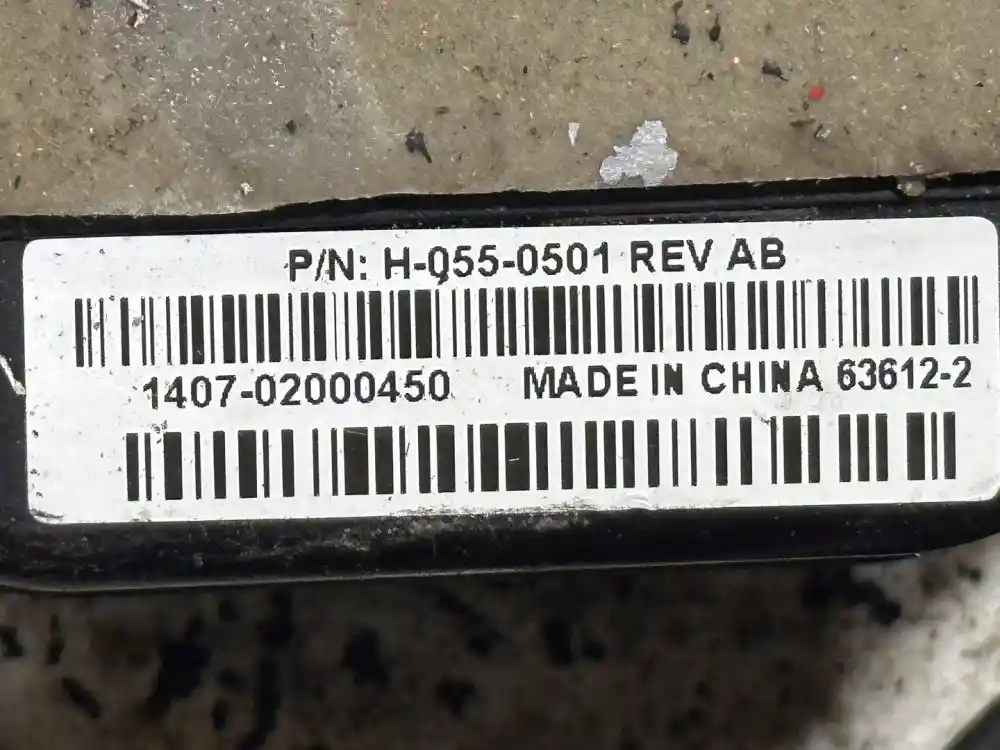 P/N: H-055-0501 REV AB
1407-02000450 MADE IN CHINA 63612-2